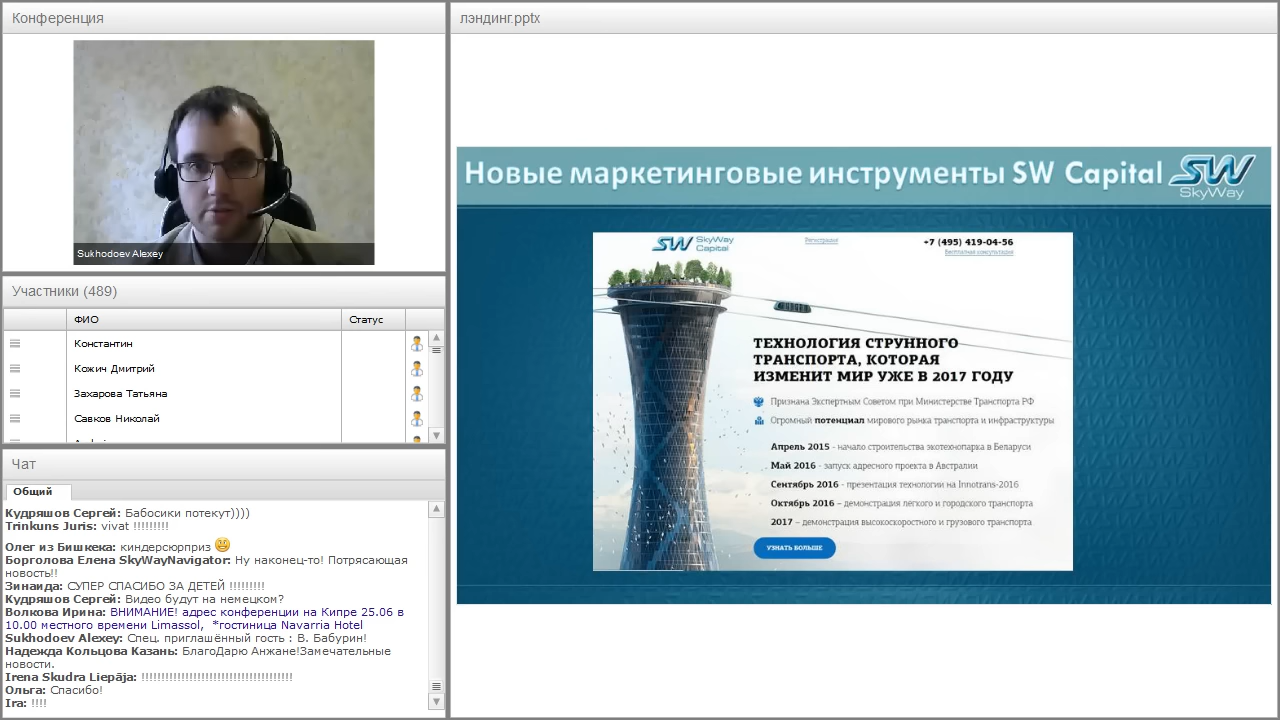 Конференция
Sukhodoev Alexey
Участники (489)
ФИО
Статус
Константин
Кожич Дмитрий
Захарова Татьяна
Савков Николай
Чат
Общий
Кудряшов Сергей: Бабосики потекут))))
Trinkuns Juris: vivat !!!!!!!!!
Олег из Бишкека: киндерсюрприз
Борголова Елена SkyWayNavigator: Ну наконец-то! Потрясающая
новость!!
Зинаида: СУПЕР СПАСИБО ЗА ДЕТЕЙ !!!!!!!!!
Кудряшов Сергей: Видео будут на немецком?
Волкова Ирина: ВНИМАНИЕ! адрес конференции на Кипре 25.06 в
10.00 местного времени Limassol, *гостиница Navarria Hotel
Sukhodoev Alexey: Спец. приглашённый гость : В. Бабурин!
Надежда Кольцова Казань: БлагоДарю Анжане!Замечательные
новости.
Irena Skudra Liepāja: !!!!!!!!!!!!!!!!!!!!!!!!!!!!!!!!!!!!!!
Ольга: Спасибо!
Ira: !!!!
лэндинг.pptx
Новые маркетинговые инструменты SW Capital
SW
SkyWay
SW SkyWay
Capital
Регистрация
+7 (495) 419-04-56
Бесплатная консультация
ТЕХНОЛОГИЯ СТРУННОГО
ТРАНСПОРТА, КОТОРАЯ
ИЗМЕНИТ МИР УЖЕ В 2017 ГОДУ
Признана Экспертным Советом при Министерстве Транспорта РФ
Огромный потенциал мирового рынка транспорта и инфраструктуры
Апрель 2015 - начало строительства экотехнопарка в Беларуси
Май 2016 - запуск адресного проекта в Австралии
Сентябрь 2016 - презентация технологии на Innotrans-2016
Октябрь 2016 – демонстрация легкого и городского транспорта
2017 – демонстрация высокоскоростного и грузового транспорта
УЗНАТЬ БОЛЬШЕ